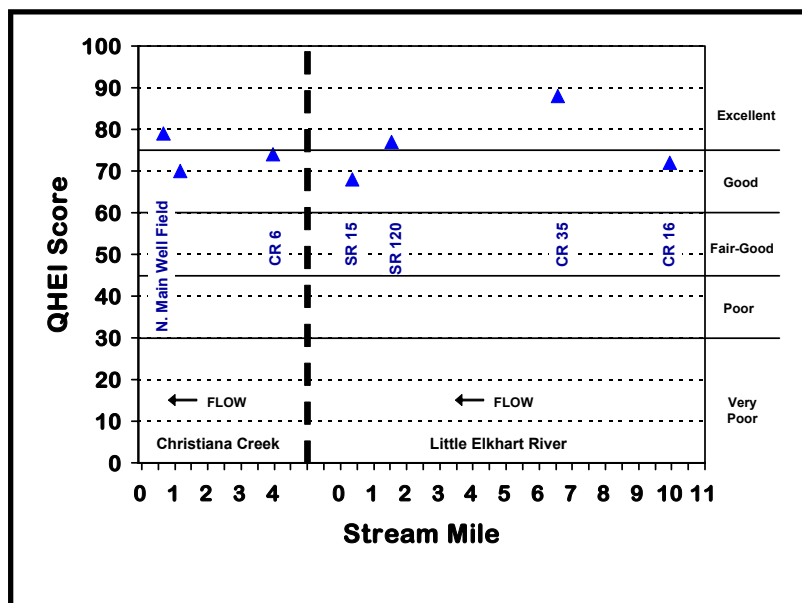 100
90
80
70
60
50
40
30
20
10
0
QHEI Score
N. Main Well Field
CR 6
SR 15
SR 120
CR 35
CR 16
Excellent
Good
Fair-Good
Poor
Very
Poor
FLOW
FLOW
Christiana Creek
Little Elkhart River
0 1 2 3 4 0 1 2 3 4 5 6 7 8 9 10 11
Stream Mile